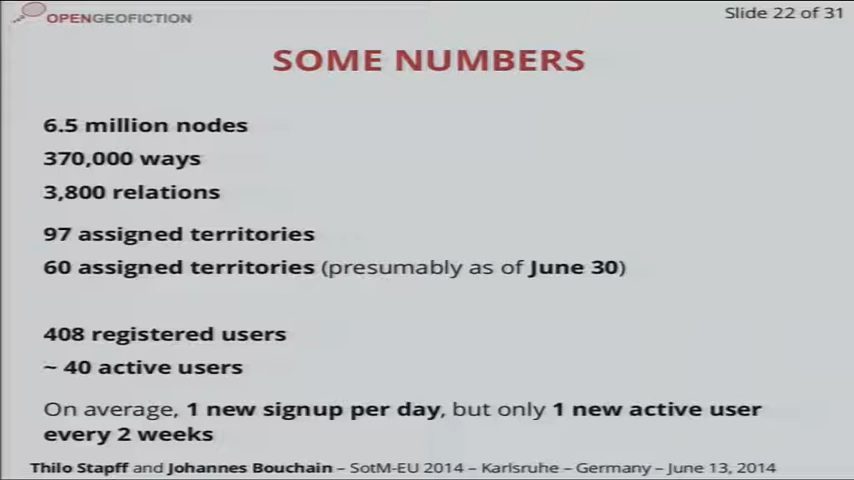 OPENGEOFICTION
Slide 22 of 31
SOME NUMBERS
6.5 million nodes
370,000 ways
3,800 relations
97 assigned territories
60 assigned territories (presumably as of June 30)
408 registered users
~ 40 active users
On average, 1 new signup per day, but only 1 new active user
every 2 weeks
Thilo Stapff and Johannes Bouchain – SotM-EU 2014 – Karlsruhe – Germany – June 13, 2014